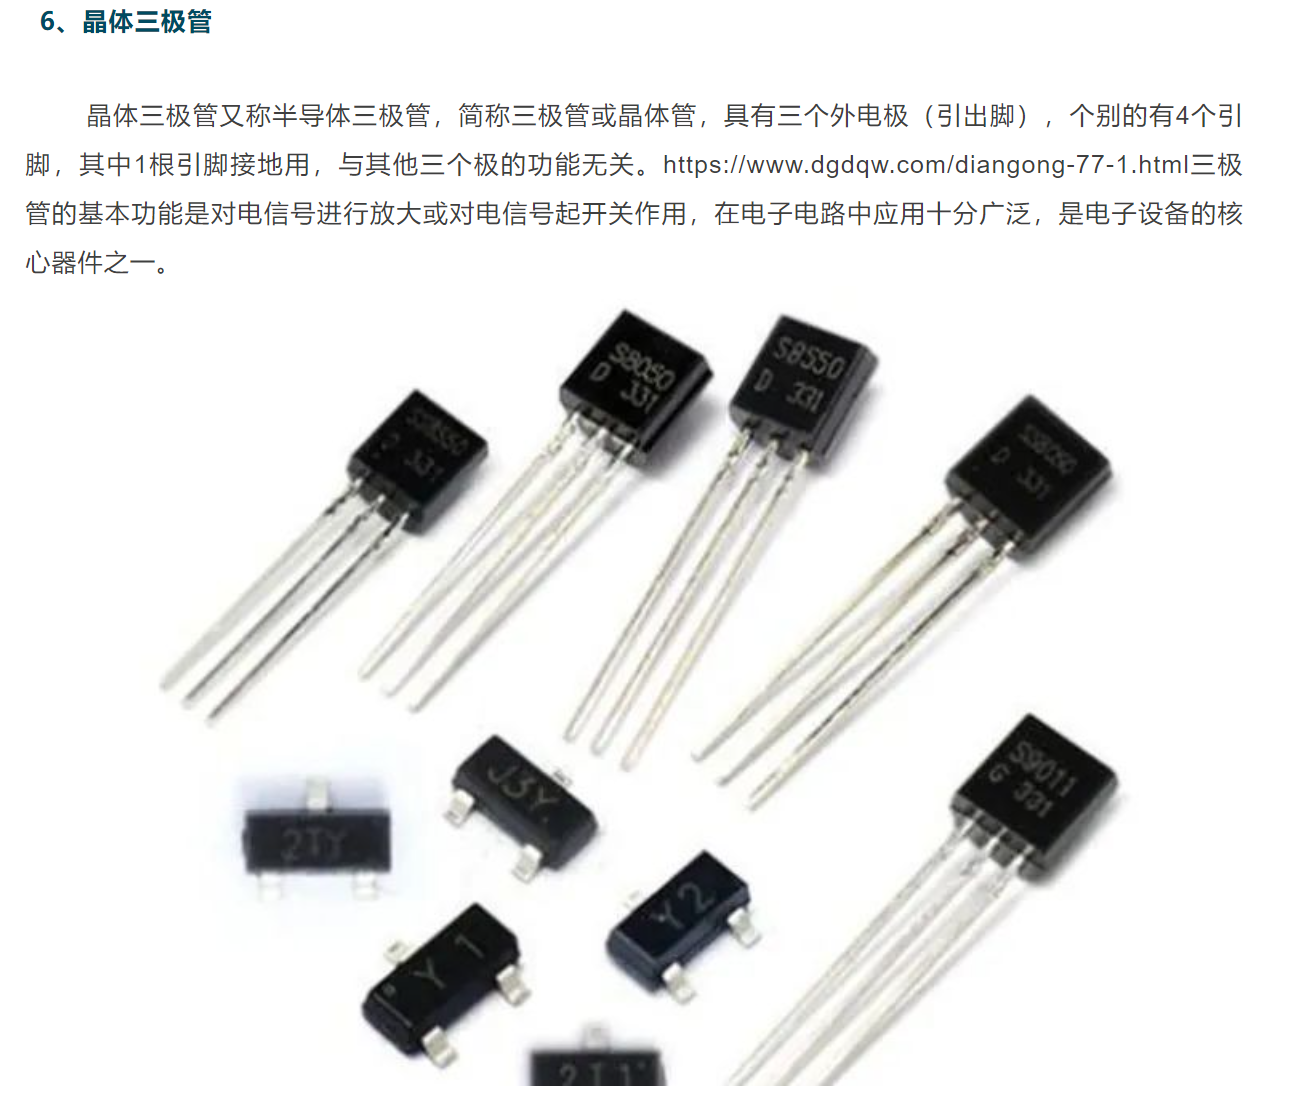 6、晶体三极管
晶体三极管又称半导体三极管，简称三极管或晶体管，具有三个外电极（引出脚），个别的有4个引
脚，其中1根引脚接地用，与其他三个极的功能无关。https://www.dgdqw.com/diangong-77-1.html三极
管的基本功能是对电信号进行放大或对电信号起开关作用，在电子电路中应用十分广泛，是电子设备的核
心器件之一。
S8050
D 331
S8550
D 331
S8550
331
S8050
D 331
S9011
G 331
J3Y
2TY
Y2
Y1